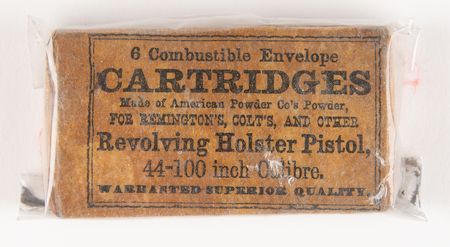 6 Combustible Envelope
CARTRIDGES
Made of American Powder Co's Powder,
FOR REMINGTON'S, COLT'S, AND OTHER
Revolving Holster Pistol,
44-100 inch Calibre.
WARRANTED SUPERIOR QUALITY.